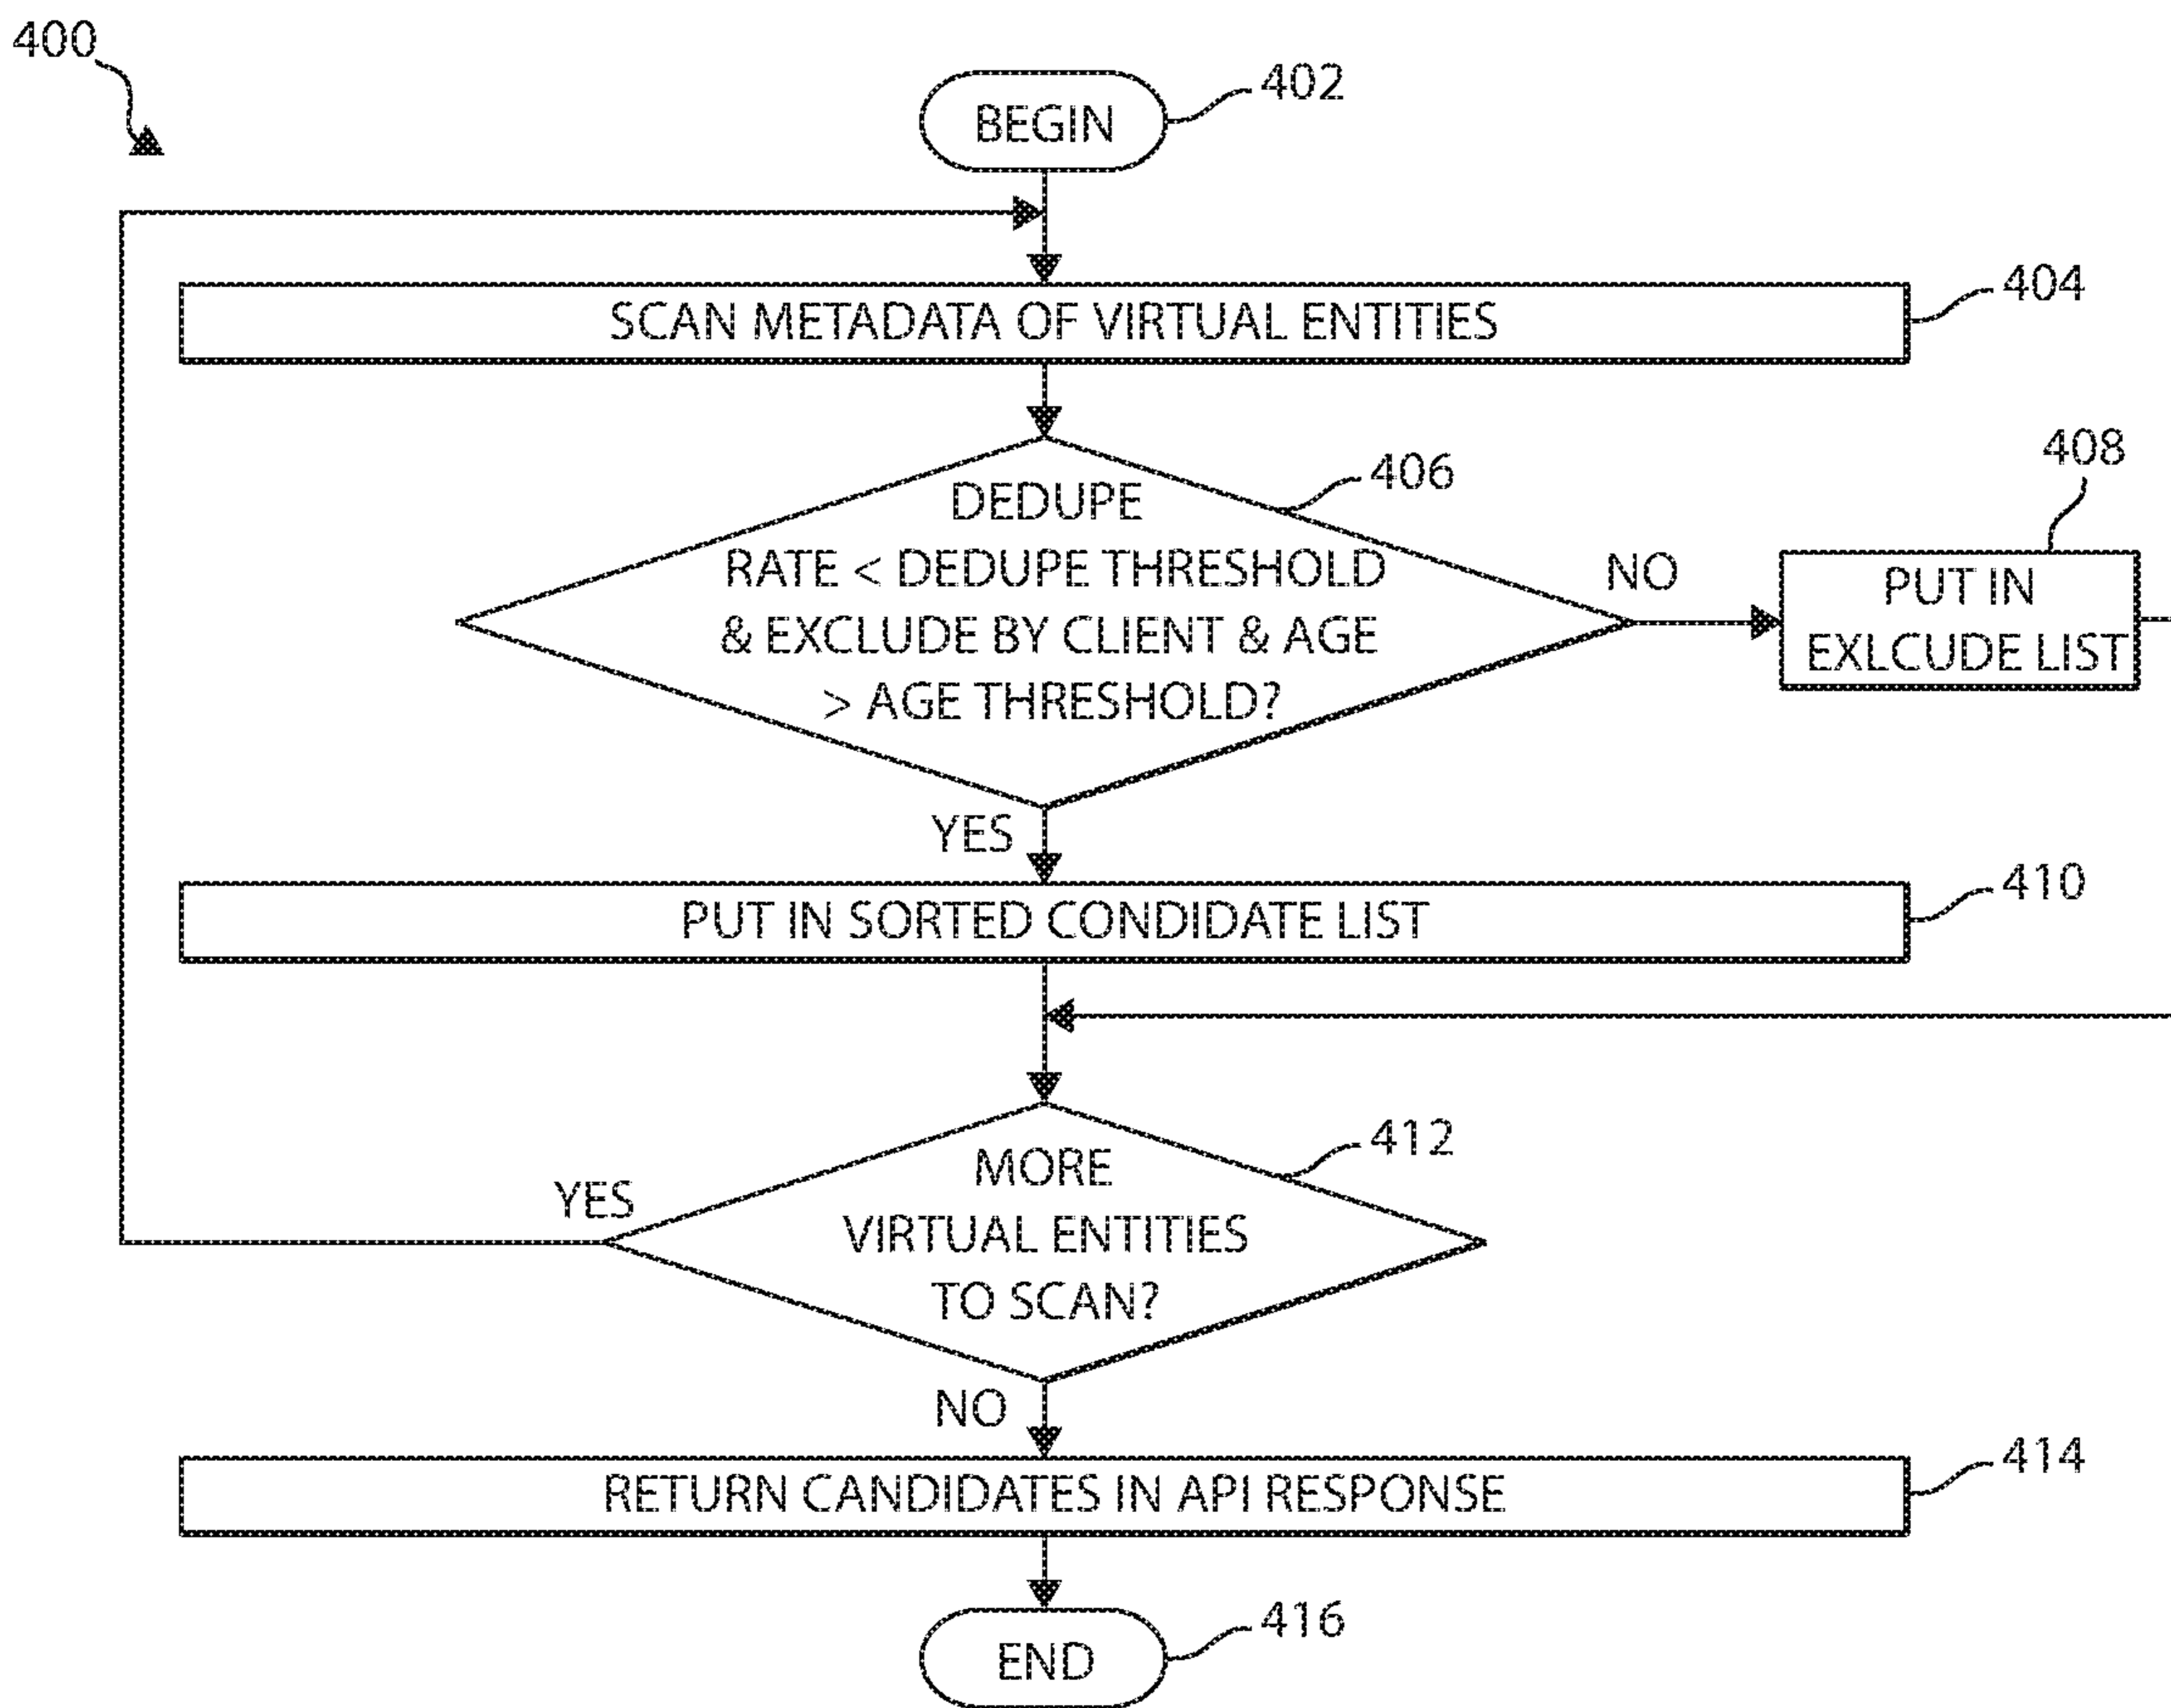 400
BEGIN
402
SCAN METADATA OF VIRTUAL ENTITIES
404
406
DEDUPE
RATE < DEDUPE THRESHOLD
& EXCLUDE BY CLIENT & AGE
> AGE THRESHOLD?
NO
408
PUT IN
EXLCUDE LIST
YES
PUT IN SORTED CONDIDATE LIST
410
412
MORE
VIRTUAL ENTITIES
TO SCAN?
YES
NO
RETURN CANDIDATES IN API RESPONSE
414
END
416